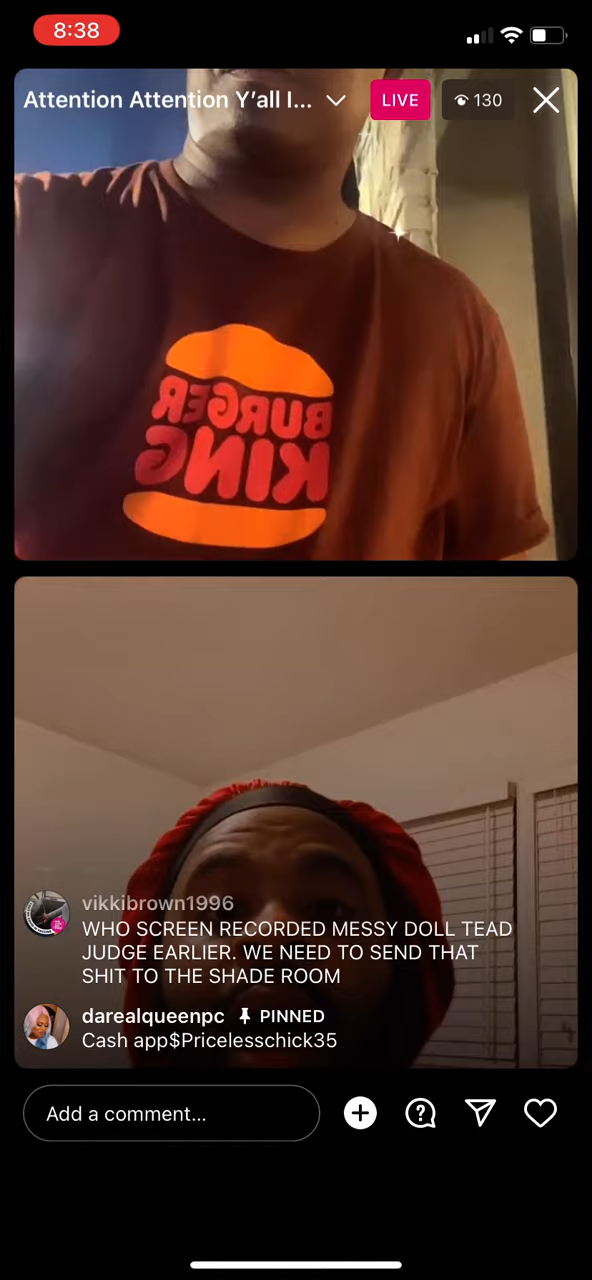 8:38
Attention Attention Y'all I...
LIVE
130
BURGER
KING
vikkibrown1996
WHO SCREEN RECORDED MESSY DOLL TEAD
JUDGE EARLIER. WE NEED TO SEND THAT
SHIT TO THE SHADE ROOM
darealqueenpc PINNED
Cash app$Pricelesschick35
Add a comment...